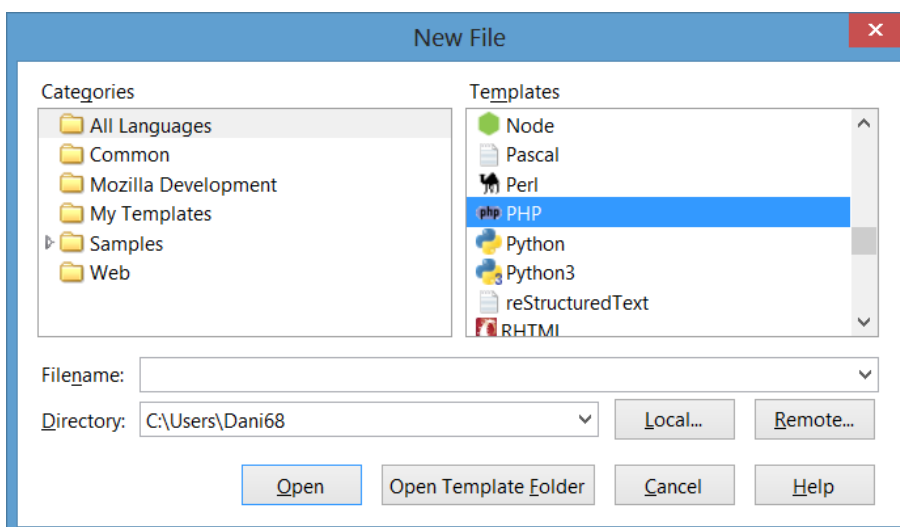 New File
Categories
All Languages
Common
Mozilla Development
My Templates
Samples
Web
Templates
Node
Pascal
Perl
php PHP
Python
3 Python3
reStructuredText
RHTML
Filename:
Directory: C:\Users\Dani68 Local... Remote...
Open Open Template Folder Cancel Help